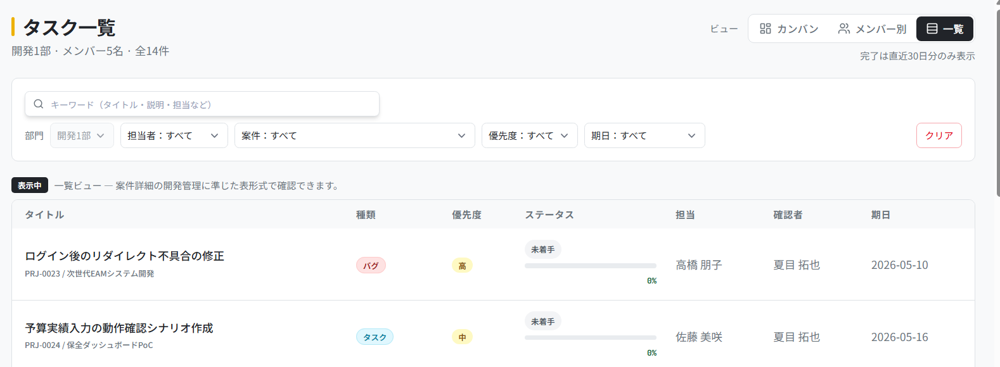 タスク一覧
開発1部 · メンバー5名 · 全14件
ビュー カンバン メンバー別 一覧
完了は直近30日分のみ表示
キーワード（タイトル・説明・担当など）
部門 開発1部 担当者：すべて 案件：すべて 優先度：すべて 期日：すべて クリア
表示中 一覧ビュー — 案件詳細の開発管理に準じた表形式で確認できます。
タイトル 種類 優先度 ステータス 担当 確認者 期日
ログイン後のリダイレクト不具合の修正
PRJ-0023 / 次世代EAMシステム開発
バグ 高 未着手 0% 高橋 朋子 夏目 拓也 2026-05-10
予算実績入力の動作確認シナリオ作成
PRJ-0024 / 保全ダッシュボードPoC
タスク 中 未着手 0% 佐藤 美咲 夏目 拓也 2026-05-16